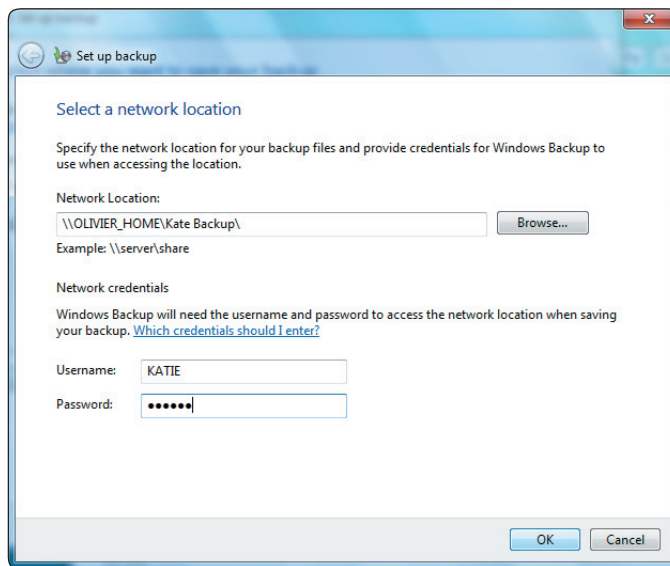 Set up backup
Set up backup
Select a network location
Specify the network location for your backup files and provide credentials for Windows Backup to
use when accessing the location.
Network Location:
\\OLIVIER_HOME\Kate Backup\
Browse...
Example: \\server\share
Network credentials
Windows Backup will need the username and password to access the network location when saving
your backup. Which credentials should I enter?
Username: KATIE
Password: ••••••
OK Cancel